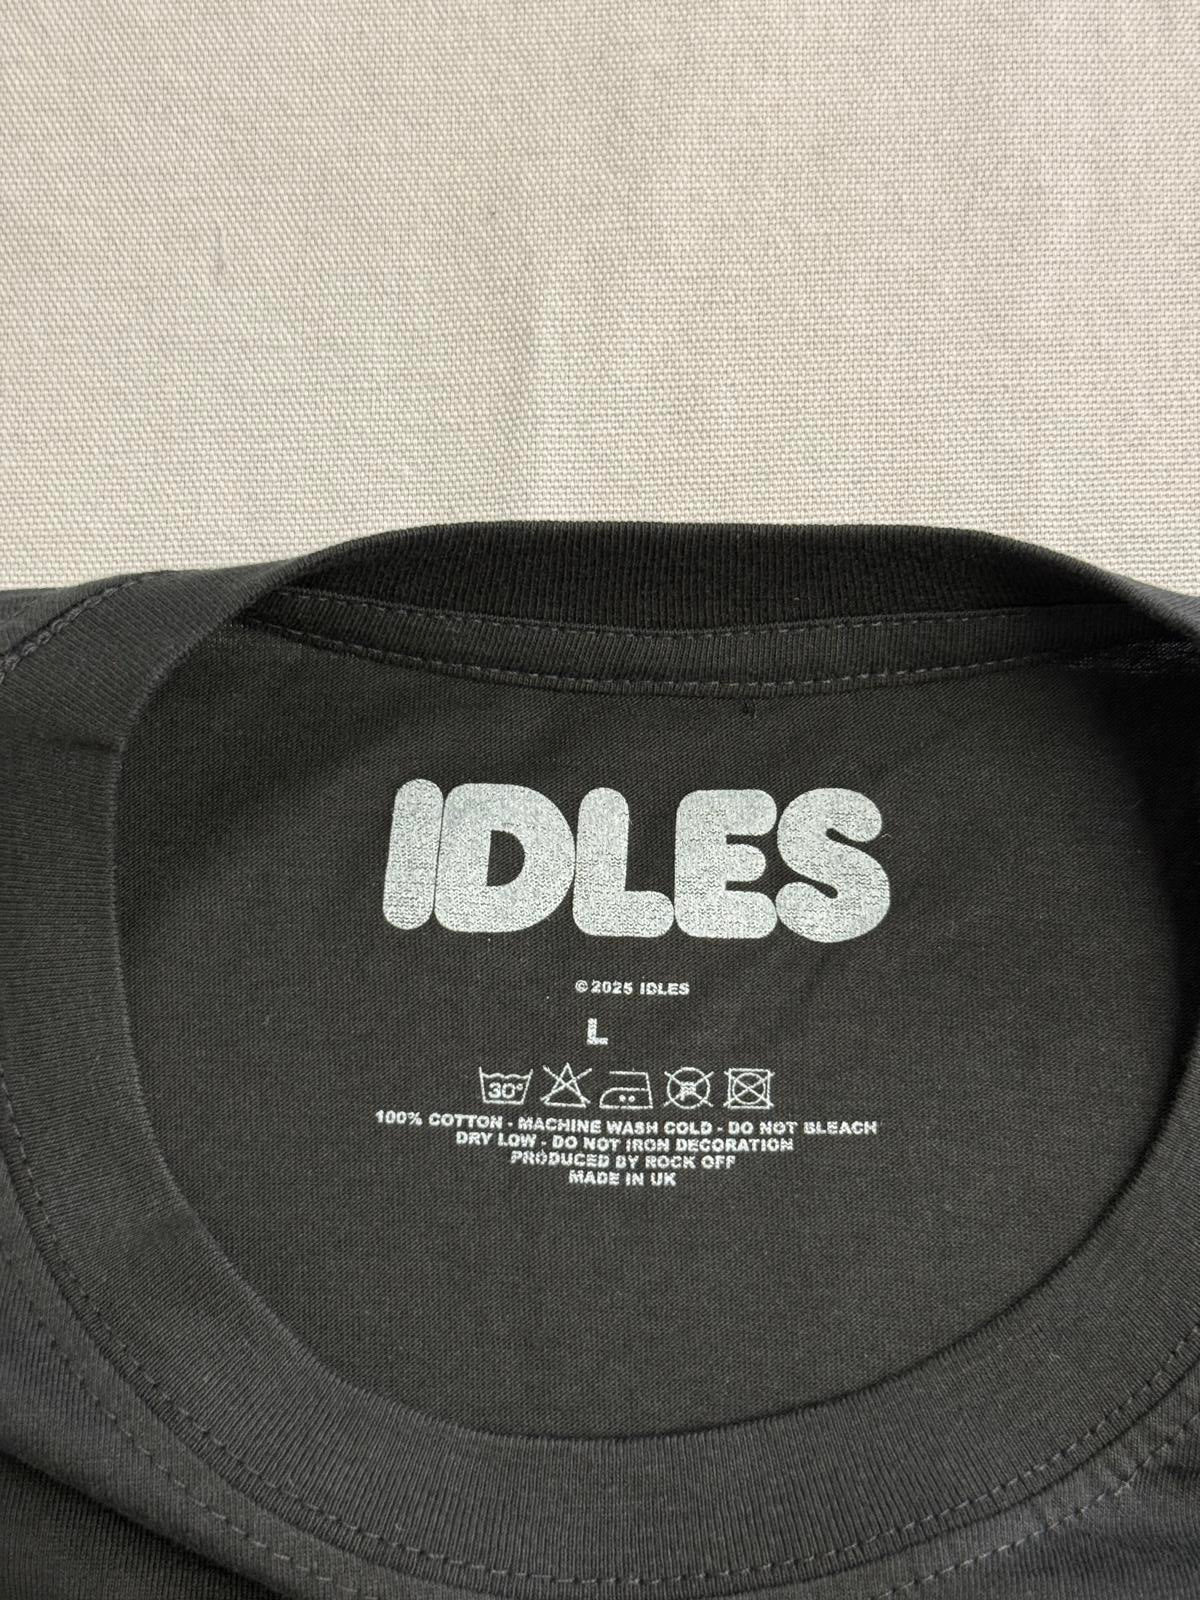 IDLES
©2025 IDLES
L
30° P
100% COTTON - MACHINE WASH COLD - DO NOT BLEACH
DRY LOW - DO NOT IRON DECORATION
PRODUCED BY ROCK OFF
MADE IN UK